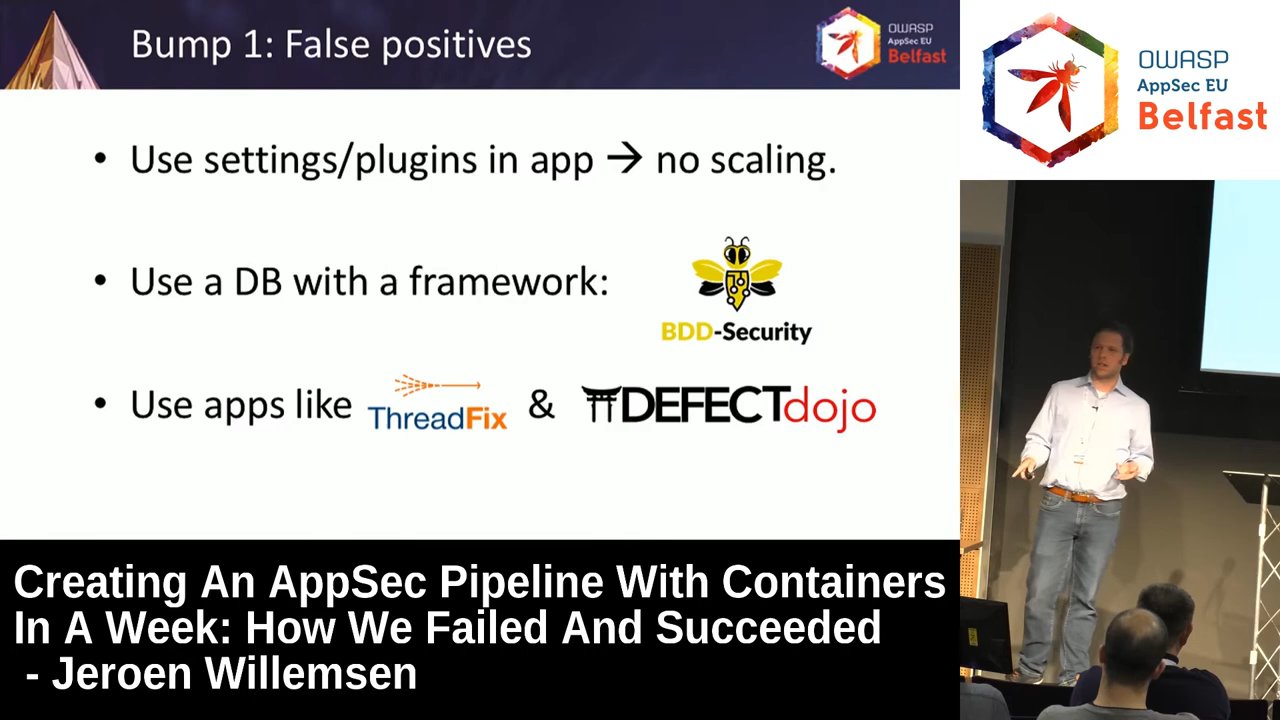 Bump 1: False positives
OWASP
AppSec EU
Belfast
• Use settings/plugins in app → no scaling.
• Use a DB with a framework:
BDD-Security
• Use apps like ThreadFix & DEFECTdojo
OWASP
AppSec EU
Belfast
Creating An AppSec Pipeline With Containers
In A Week: How We Failed And Succeeded
- Jeroen Willemsen